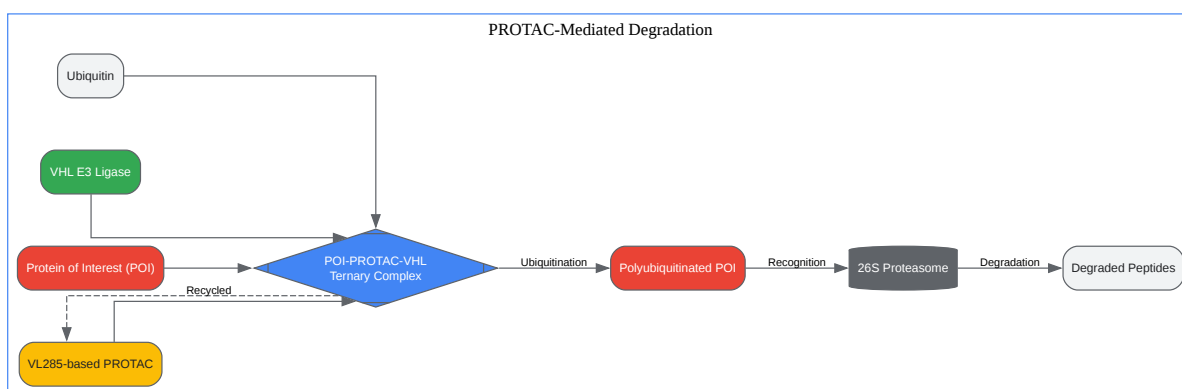 PROTAC-Mediated Degradation
Ubiquitin
VHL E3 Ligase
Protein of Interest (POI)
POI-PROTAC-VHL
Ternary Complex
Ubiquitination
Polyubiquitinated POI
Recognition
26S Proteasome
Degradation
Degraded Peptides
Recycled
VL285-based PROTAC